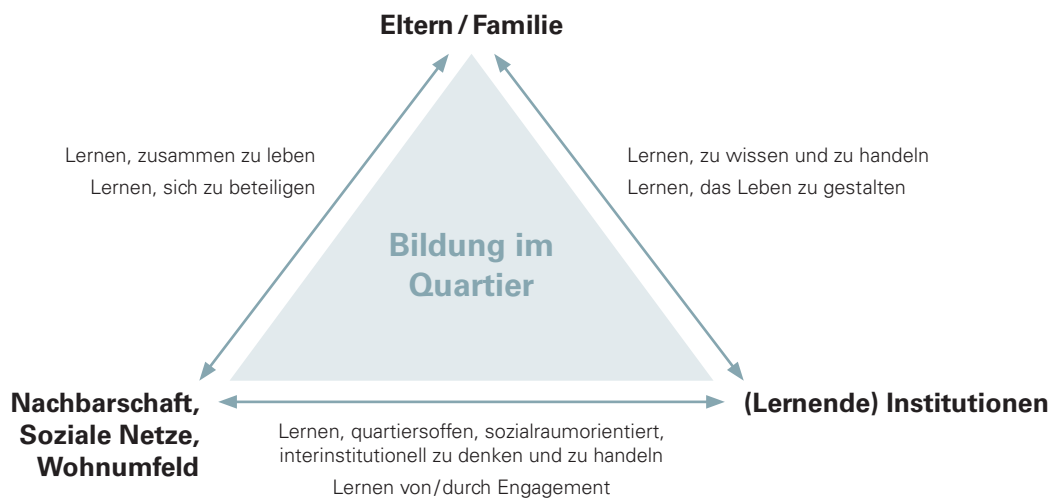 Eltern / Familie
Lernen, zusammen zu leben
Lernen, sich zu beteiligen
Lernen, zu wissen und zu handeln
Lernen, das Leben zu gestalten
Bildung im
Quartier
Nachbarschaft,
Soziale Netze,
Wohnumfeld
(Lernende) Institutionen
Lernen, quartiersoffen, sozialraumorientiert,
interinstitutionell zu denken und zu handeln
Lernen von/durch Engagement